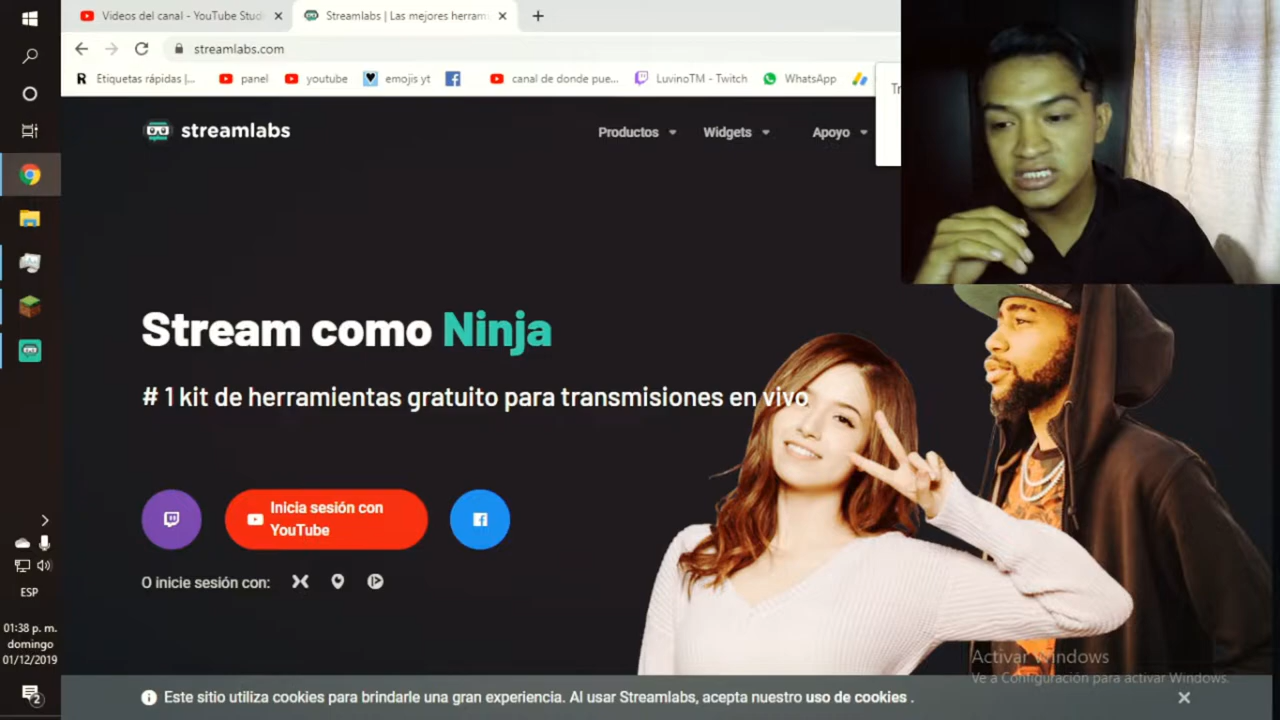 Videos del canal - YouTube Studi
Streamlabs | Las mejores herram
streamlabs.com
Etiquetas rápidas |...
panel
youtube
emojis yt
canal de donde pue...
LuvinoTM - Twitch
WhatsApp
Tr
streamlabs
Productos
Widgets
Apoyo
Stream como Ninja
# 1 kit de herramientas gratuito para transmisiones en vivo
Inicia sesión con
YouTube
O inicie sesión con:
ESP
01:38 p. m.
domingo
01/12/2019
2
Activar Windows
Ve a Configuración para activar Windows.
Este sitio utiliza cookies para brindarle una gran experiencia. Al usar Streamlabs, acepta nuestro uso de cookies .